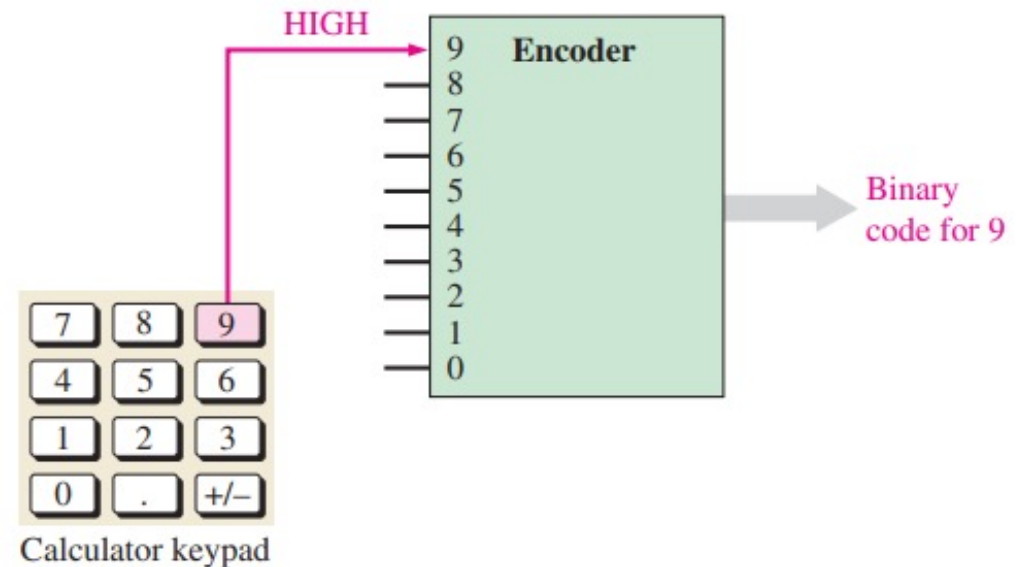 HIGH
9 Encoder
8
7
6
5
4
3
2
1
0
Binary
code for 9
7 8 9
4 5 6
1 2 3
0 . +/–
Calculator keypad